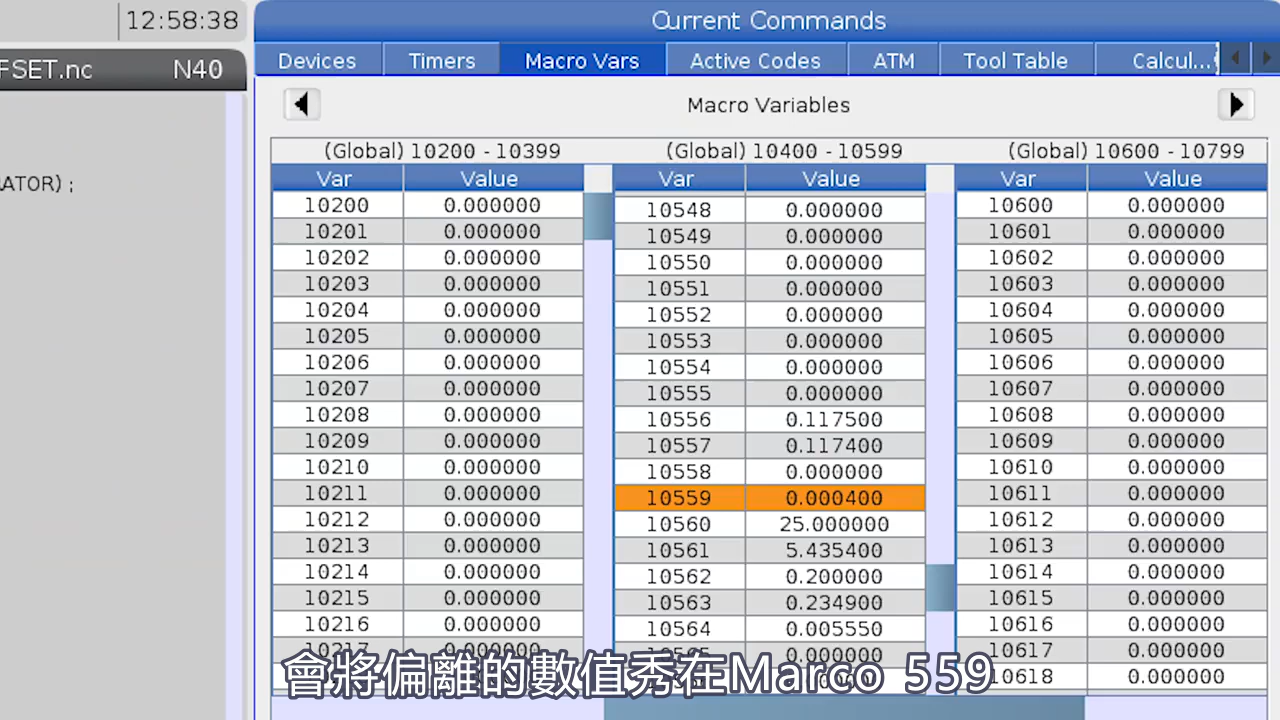 12:58:38
Current Commands
Devices Timers Macro Vars Active Codes ATM Tool Table Calcul...
FSET.nc N40
Macro Variables
(Global) 10200 - 10399 (Global) 10400 - 10599 (Global) 10600 - 10799
Var Value Var Value Var Value
ATOR) ;
10200 0.000000 10548 0.000000 10600 0.000000
10201 0.000000 10549 0.000000 10601 0.000000
10202 0.000000 10550 0.000000 10602 0.000000
10203 0.000000 10551 0.000000 10603 0.000000
10204 0.000000 10552 0.000000 10604 0.000000
10205 0.000000 10553 0.000000 10605 0.000000
10206 0.000000 10554 0.000000 10606 0.000000
10207 0.000000 10555 0.000000 10607 0.000000
10208 0.000000 10556 0.117500 10608 0.000000
10209 0.000000 10557 0.117400 10609 0.000000
10210 0.000000 10558 0.000000 10610 0.000000
10211 0.000000 10559 0.000400 10611 0.000000
10212 0.000000 10560 25.000000 10612 0.000000
10213 0.000000 10561 5.435400 10613 0.000000
10214 0.000000 10562 0.200000 10614 0.000000
10215 0.000000 10563 0.234900 10615 0.000000
10216 0.000000 10564 0.005550 10616 0.000000
10217 0.000000 0.000000 10617 0.000000
10618 0.000000
會將偏離的數值秀在Marco 559